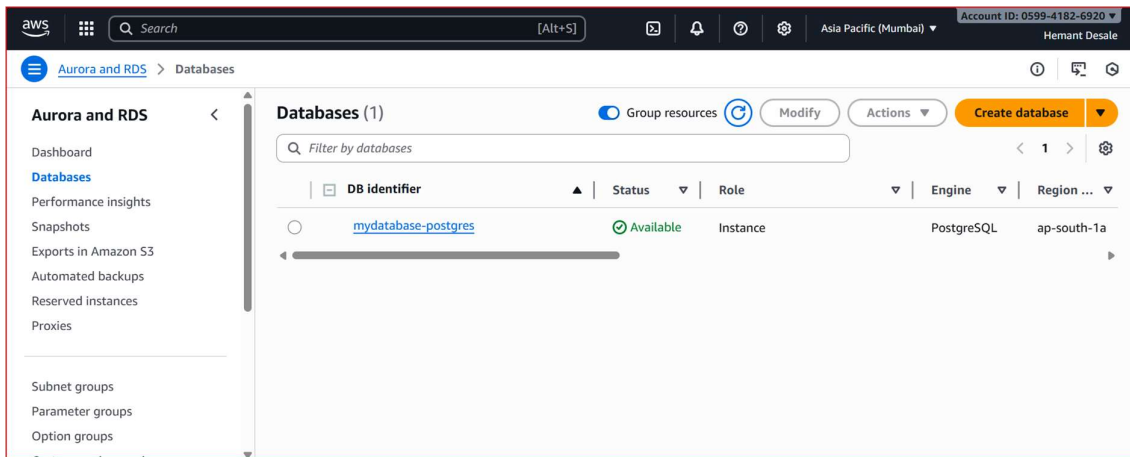 aws
Search [Alt+S]
Asia Pacific (Mumbai)
Account ID: 0599-4182-6920
Hemant Desale
Aurora and RDS > Databases
Aurora and RDS
Dashboard
Databases
Performance insights
Snapshots
Exports in Amazon S3
Automated backups
Reserved instances
Proxies
Subnet groups
Parameter groups
Option groups
Databases (1)
Group resources
Modify
Actions
Create database
Filter by databases
1
DB identifier Status Role Engine Region ...
mydatabase-postgres Available Instance PostgreSQL ap-south-1a